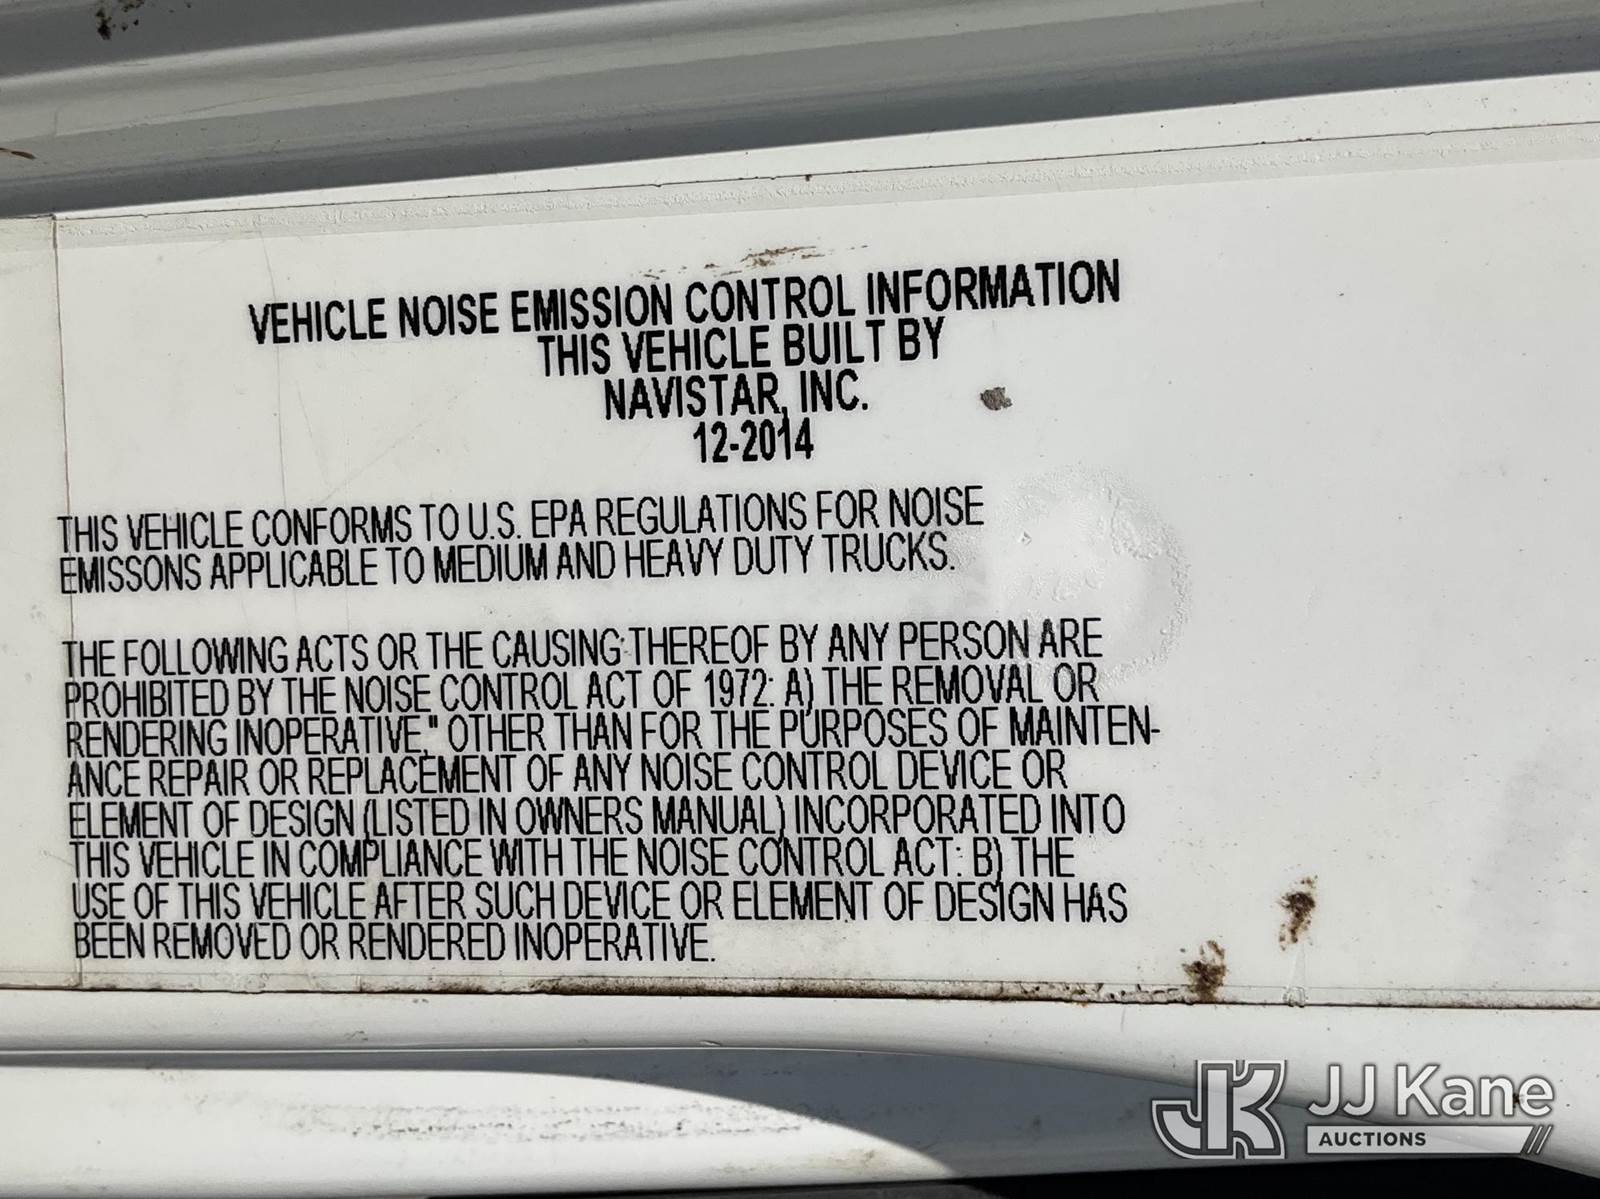 VEHICLE NOISE EMISSION CONTROL INFORMATION
THIS VEHICLE BUILT BY
NAVISTAR, INC.
12-2014
THIS VEHICLE CONFORMS TO U.S. EPA REGULATIONS FOR NOISE
EMISSONS APPLICABLE TO MEDIUM AND HEAVY DUTY TRUCKS.
THE FOLLOWING ACTS OR THE CAUSING THEREOF BY ANY PERSON ARE
PROHIBITED BY THE NOISE CONTROL ACT OF 1972: A) THE REMOVAL OR
RENDERING INOPERATIVE," OTHER THAN FOR THE PURPOSES OF MAINTEN-
ANCE REPAIR OR REPLACEMENT OF ANY NOISE CONTROL DEVICE OR
ELEMENT OF DESIGN (LISTED IN OWNERS MANUAL) INCORPORATED INTO
THIS VEHICLE IN COMPLIANCE WITH THE NOISE CONTROL ACT: B) THE
USE OF THIS VEHICLE AFTER SUCH DEVICE OR ELEMENT OF DESIGN HAS
BEEN REMOVED OR RENDERED INOPERATIVE.
JK JJ Kane
AUCTIONS